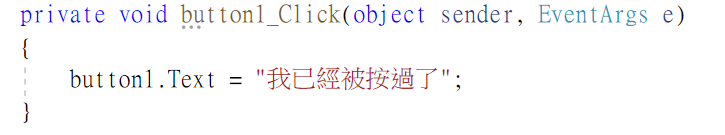 private void button1_Click(object sender, EventArgs e)
{
    button1.Text = "我已經被按過了";
}